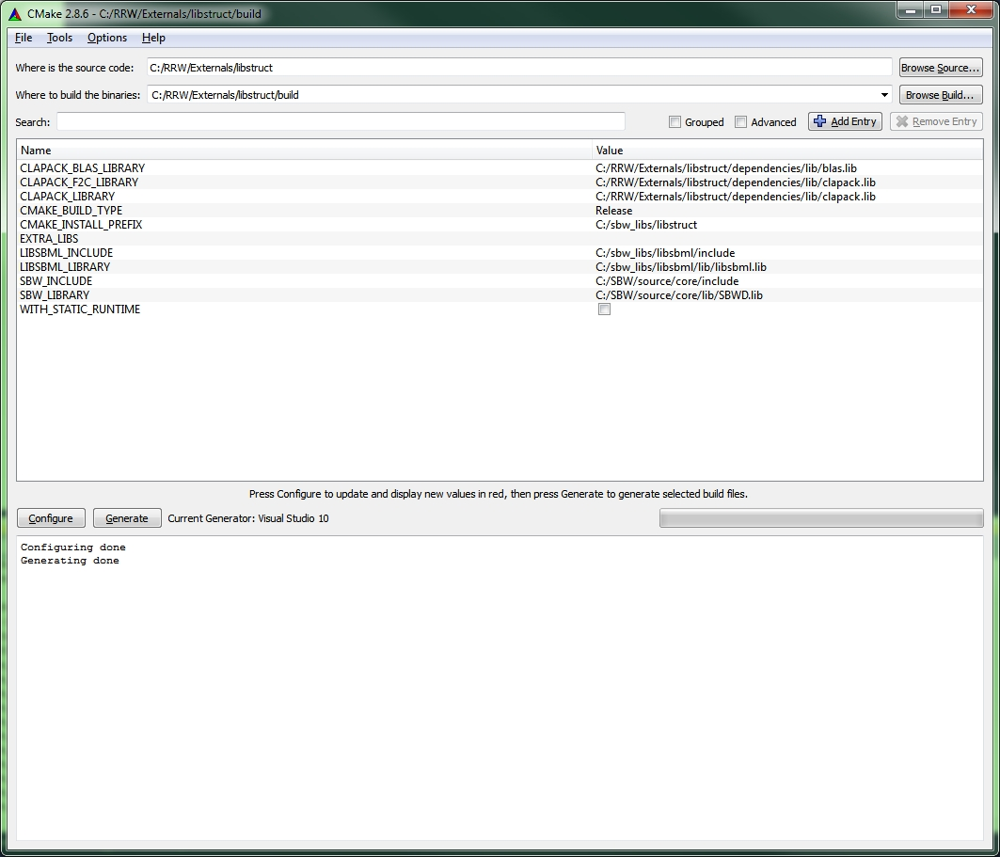 CMake 2.8.6 - C:/RRW/Externals/libstruct/build
File Tools Options Help
Where is the source code: C:/RRW/Externals/libstruct Browse Source...
Where to build the binaries: C:/RRW/Externals/libstruct/build Browse Build...
Search: Grouped Advanced Add Entry Remove Entry
Name Value
CLAPACK_BLAS_LIBRARY C:/RRW/Externals/libstruct/dependencies/lib/blas.lib
CLAPACK_F2C_LIBRARY C:/RRW/Externals/libstruct/dependencies/lib/clapack.lib
CLAPACK_LIBRARY C:/RRW/Externals/libstruct/dependencies/lib/clapack.lib
CMAKE_BUILD_TYPE Release
CMAKE_INSTALL_PREFIX C:/sbw_libs/libstruct
EXTRA_LIBS
LIBSBML_INCLUDE C:/sbw_libs/libsbml/include
LIBSBML_LIBRARY C:/sbw_libs/libsbml/lib/libsbml.lib
SBW_INCLUDE C:/SBW/source/core/include
SBW_LIBRARY C:/SBW/source/core/lib/SBWD.lib
WITH_STATIC_RUNTIME
Press Configure to update and display new values in red, then press Generate to generate selected build files.
Configure Generate Current Generator: Visual Studio 10
Configuring done
Generating done